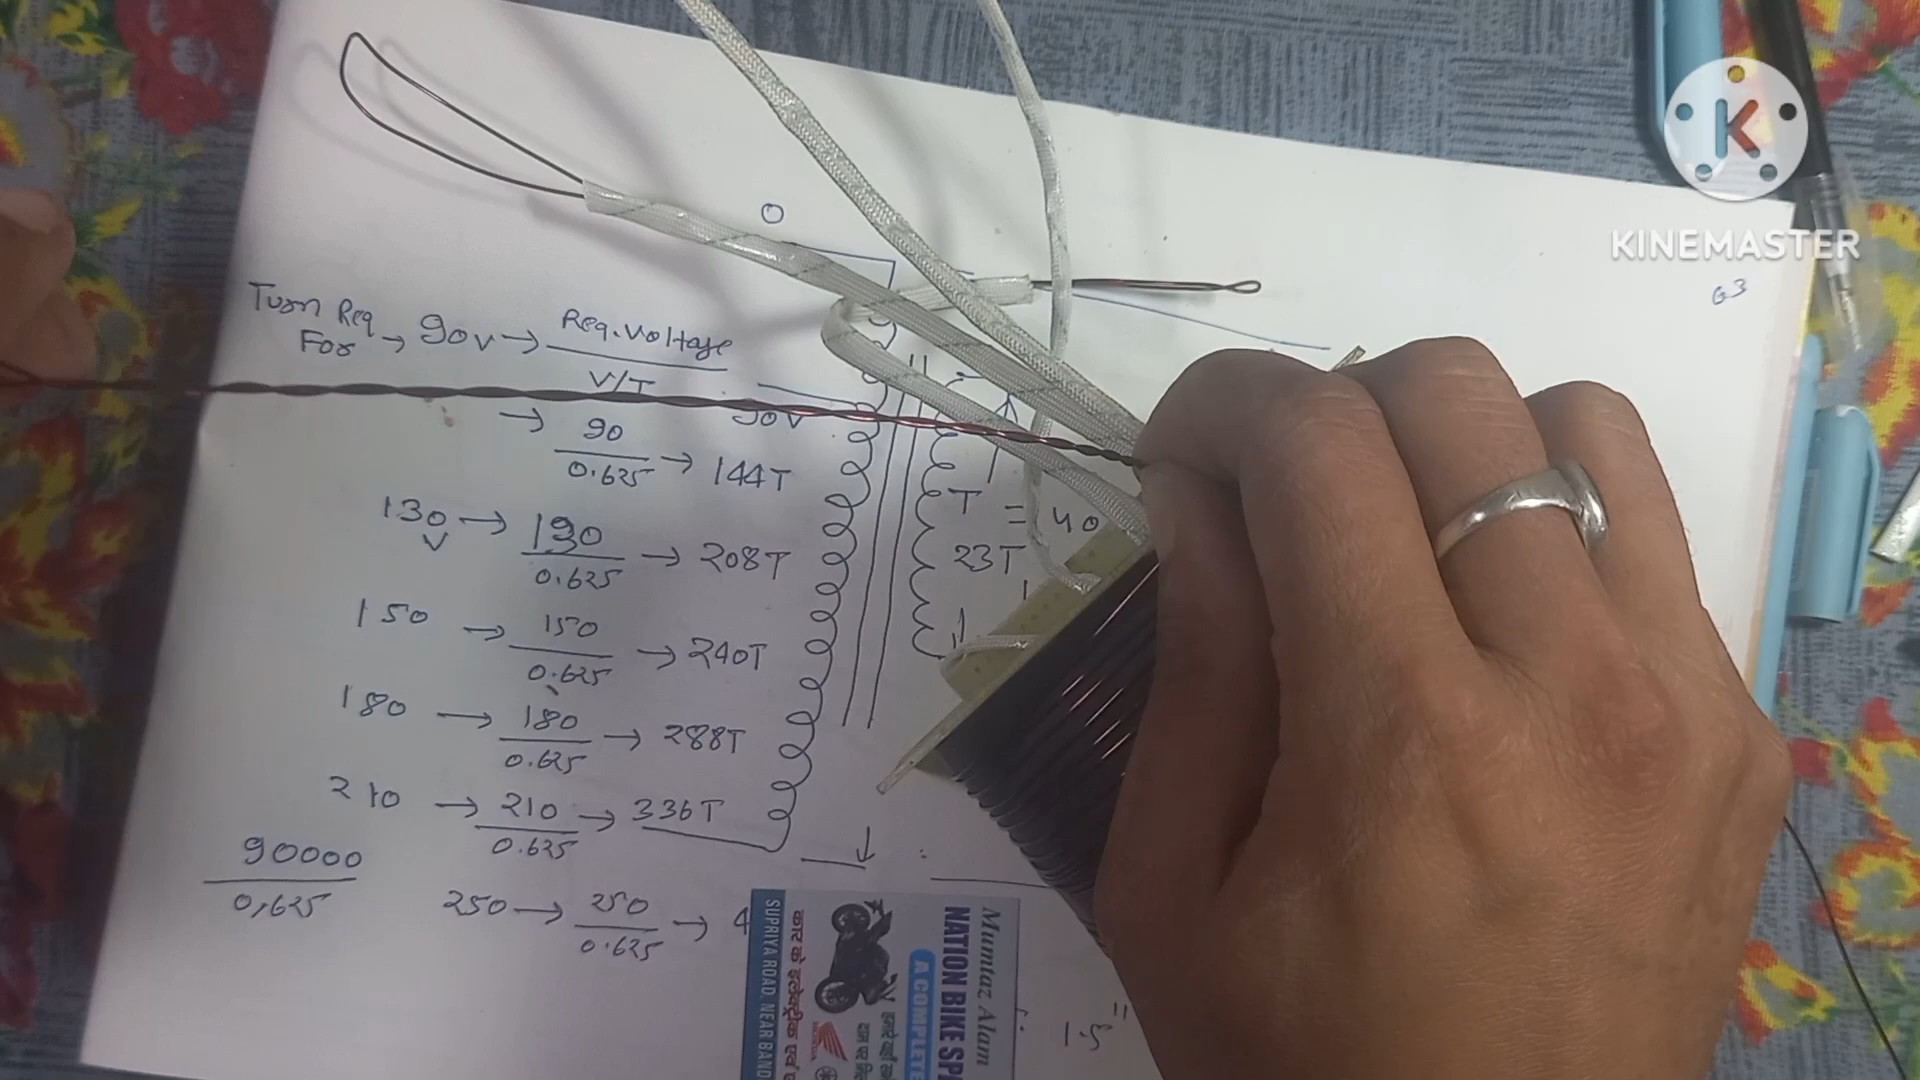 KINEMASTER
63
0
Turn Req
For → 90V → Req. Voltage
V/T
→ 90
0.625 → 144T
90V
130 → 130
V
0.625 → 208T
150 → 150
0.625 → 240T
180 → 180
0.625 → 288T
210 → 210
0.625 → 336T
90000
0.625
250 → 250
0.625 → 4
T
= 40
23T
1.5"
Mumtaz Alam
NATION BIKE SP
A COMPLETE
SUPRIYA ROAD, NEAR BAND